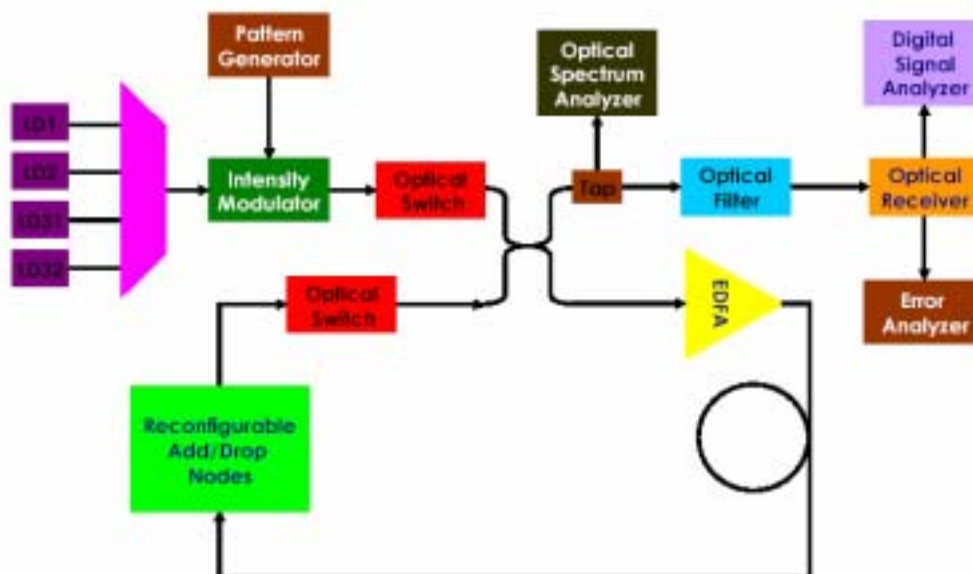 Pattern
Generator
Optical
Spectrum
Analyzer
Digital
Signal
Analyzer
LD1
LD2
LD31
LD32
Intensity
Modulator
Optical
Switch
Tap
Optical
Filter
Optical
Receiver
Optical
Switch
EDFA
Error
Analyzer
Reconfigurable
Add/Drop
Nodes